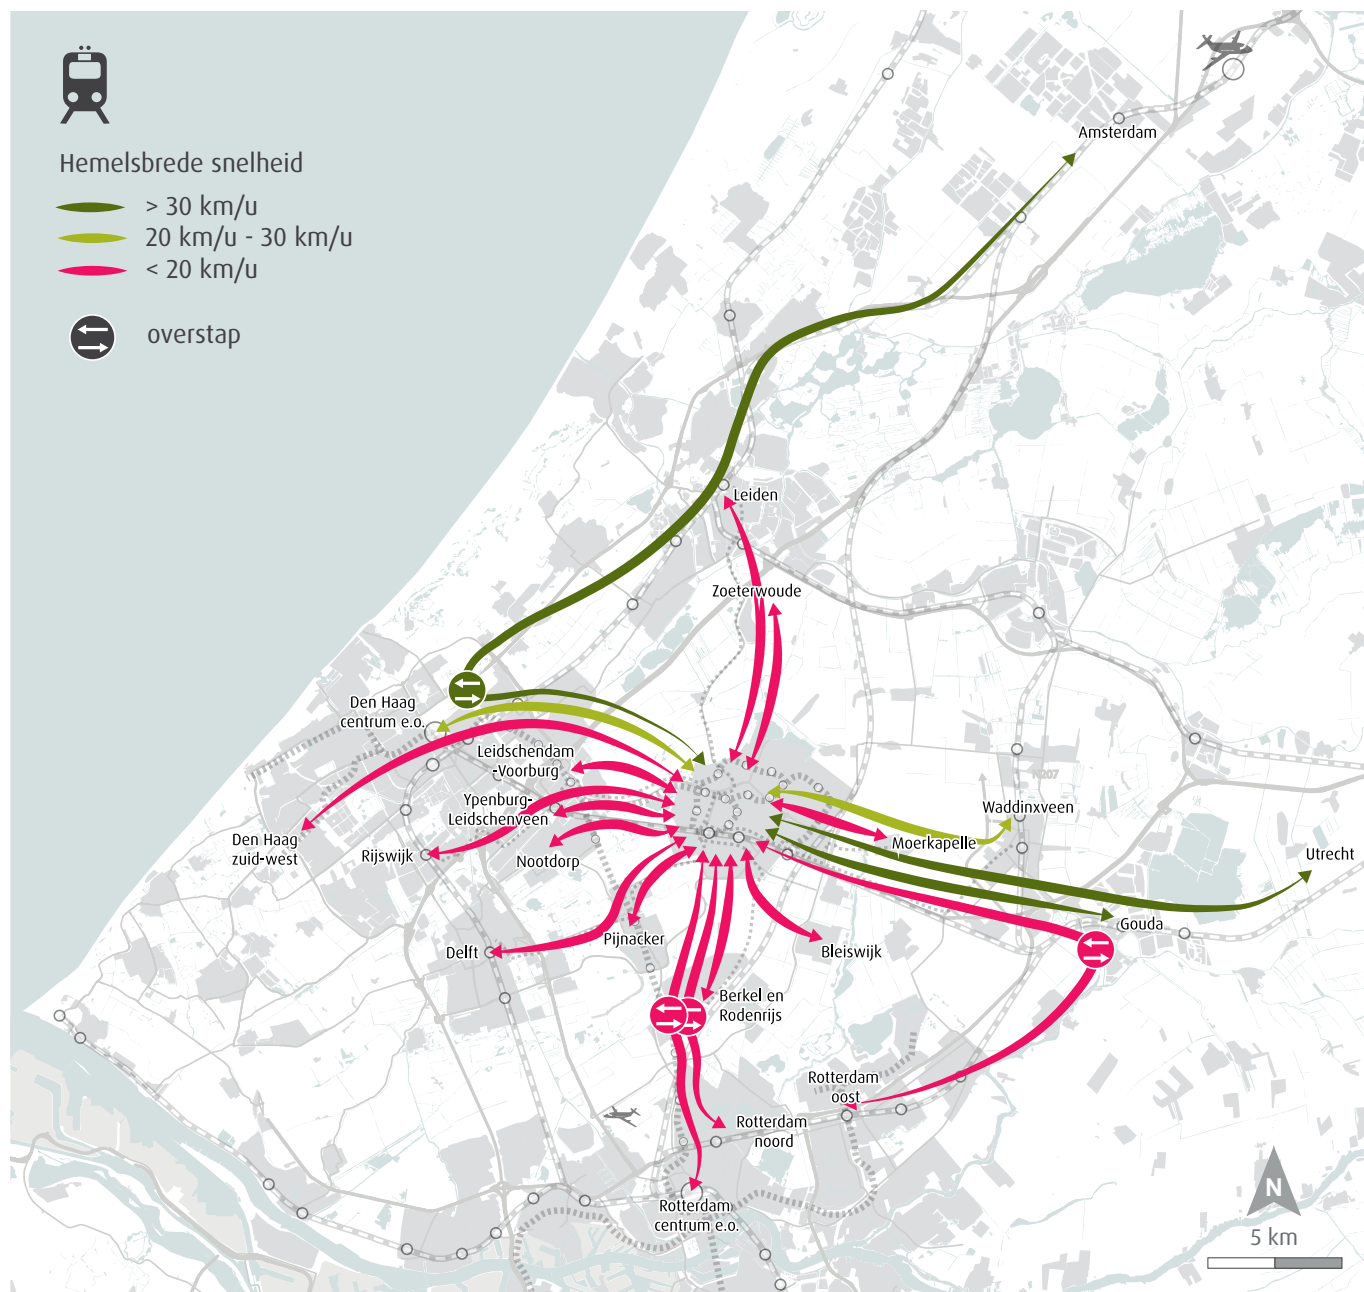 Hemelsbrede snelheid
> 30 km/u
20 km/u - 30 km/u
< 20 km/u
overstap
Amsterdam
Leiden
Zoeterwoude
Den Haag
centrum e.o.
Leidschendam
-Voorburg
Ypenburg-
Leidschenveen
Den Haag
zuid-west
Rijswijk
Nootdorp
N207
Waddinxveen
Moerkapelle
Utrecht
Gouda
Delft
Pijnacker
Bleiswijk
Berkel en
Rodenrijs
Rotterdam
oost
Rotterdam
noord
Rotterdam
centrum e.o.
N
5 km